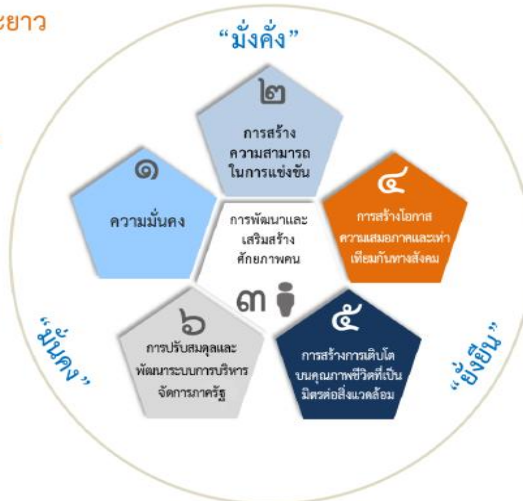 ะยาว
“มั่งคั่ง”
๒
การสร้าง
ความสามารถ
ในการแข่งขัน
๑
ความมั่นคง
๔
การสร้างโอกาส
ความเสมอภาคและเท่า
เทียมกันทางสังคม
การพัฒนาและ
เสริมสร้าง
ศักยภาพคน
๓
๖
การปรับสมดุลและ
พัฒนาระบบการบริหาร
จัดการภาครัฐ
๕
การสร้างการเติบโต
บนคุณภาพชีวิตที่เป็น
มิตรต่อสิ่งแวดล้อม
“มั่นคง”
“ยั่งยืน”